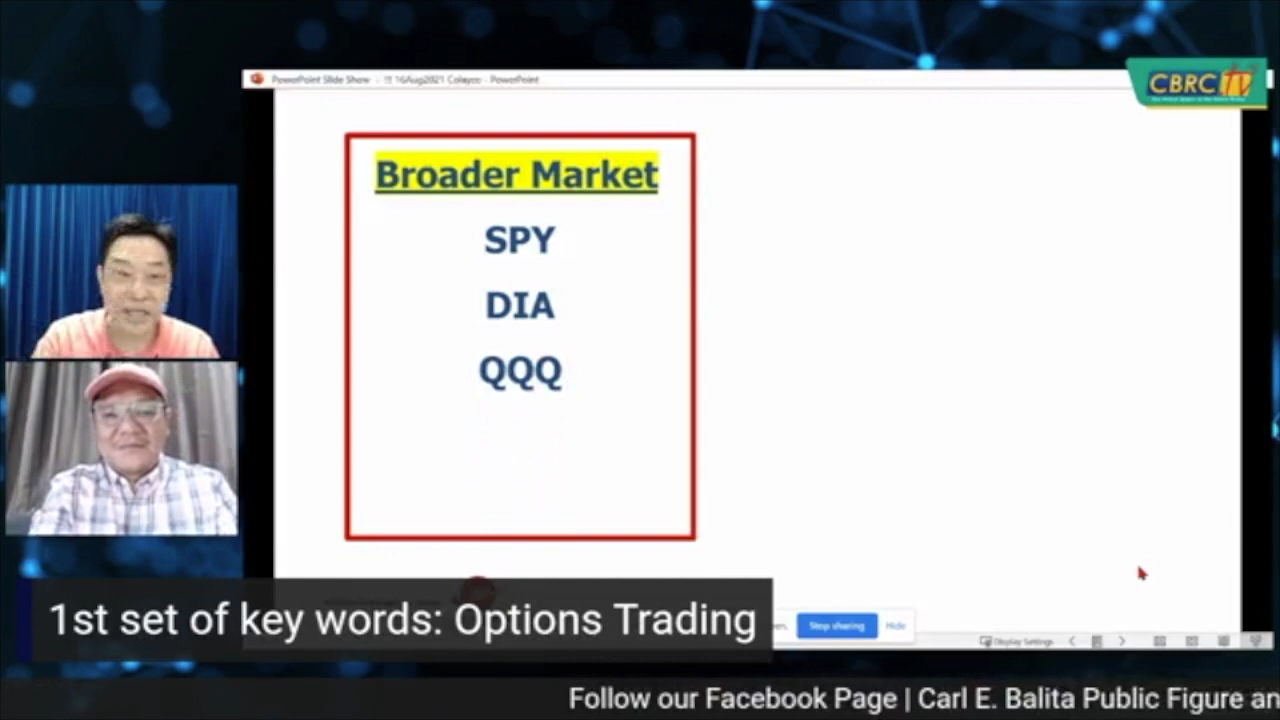 PowerPoint Slide Show - !!! 16Aug2021 Colayco - PowerPoint
CBRC tv
Broader Market
SPY
DIA
QQQ
1st set of key words: Options Trading
Stop sharing
Hide
Display Settings
Follow our Facebook Page | Carl E. Balita Public Figure an